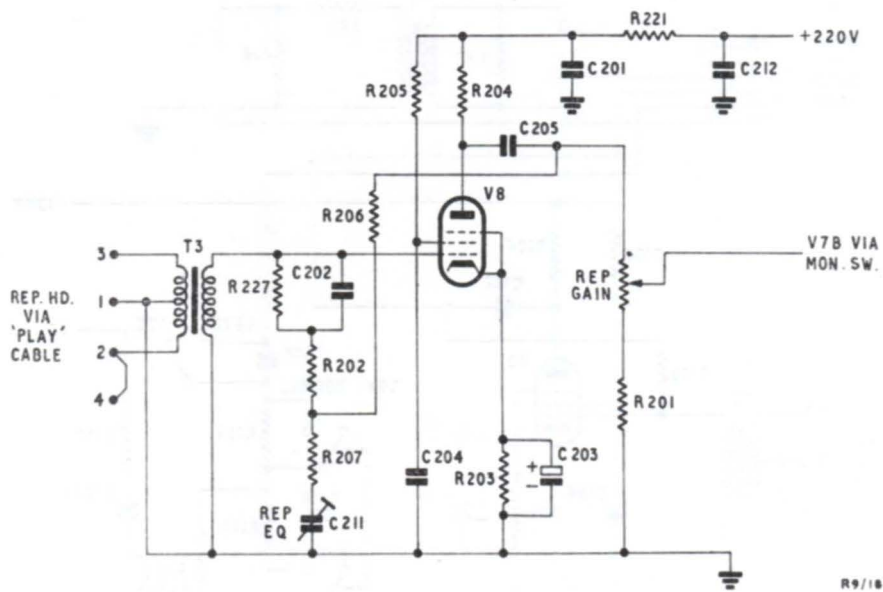 R221
+220V
C201
C212
R205
R204
C205
V8
R206
T3
3
1
2
4
REP. HD.
VIA
'PLAY'
CABLE
R227
C202
R202
R207
REP
EQ
C211
C204
R203
+
−
C203
REP
GAIN
V7B VIA
MON. SW.
R201
R9/18